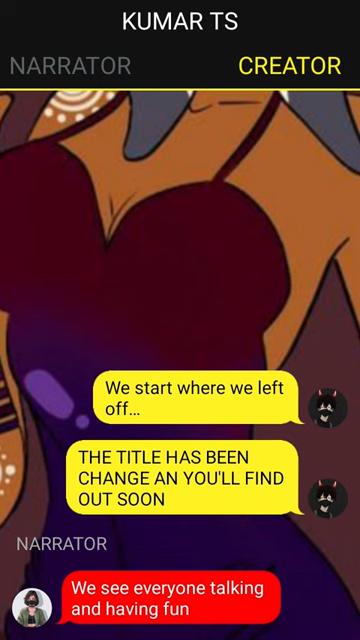 KUMAR TS
NARRATOR
CREATOR
We start where we left
off...
THE TITLE HAS BEEN
CHANGE AN YOU'LL FIND
OUT SOON
NARRATOR
We see everyone talking
and having fun